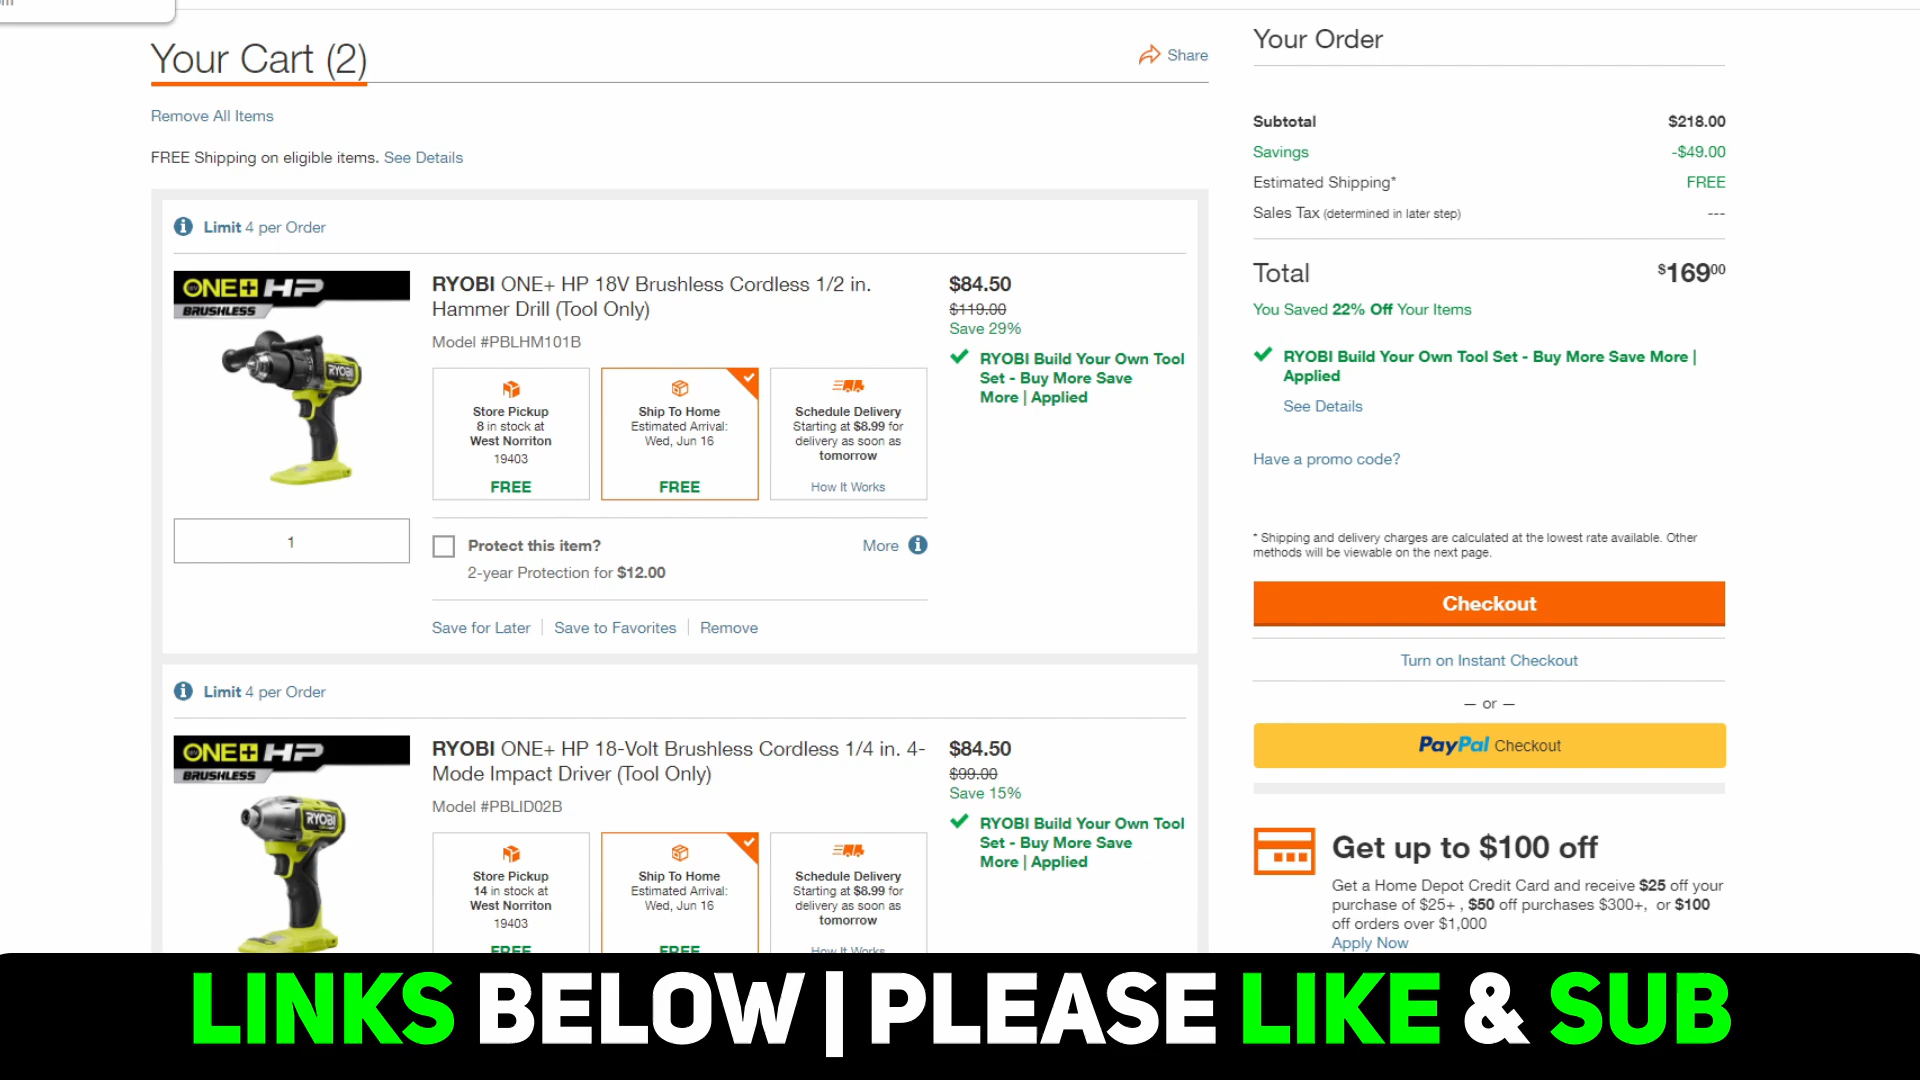 Your Cart (2)
Share
Remove All Items
FREE Shipping on eligible items. See Details
Limit 4 per Order
ONE+ HP
BRUSHLESS
RYOBI
RYOBI ONE+ HP 18V Brushless Cordless 1/2 in.
Hammer Drill (Tool Only)
Model #PBLHM101B
$84.50
$119.00
Save 29%
RYOBI Build Your Own Tool
Set - Buy More Save
More | Applied
Store Pickup
8 in stock at
West Norriton
19403
FREE
Ship To Home
Estimated Arrival:
Wed, Jun 16
FREE
Schedule Delivery
Starting at $8.99 for
delivery as soon as
tomorrow
How It Works
1
Protect this item?
More
2-year Protection for $12.00
Save for Later
Save to Favorites
Remove
Limit 4 per Order
ONE+ HP
BRUSHLESS
RYOBI
RYOBI ONE+ HP 18-Volt Brushless Cordless 1/4 in. 4-
Mode Impact Driver (Tool Only)
Model #PBLID02B
$84.50
$99.00
Save 15%
RYOBI Build Your Own Tool
Set - Buy More Save
More | Applied
Store Pickup
14 in stock at
West Norriton
19403
FREE
Ship To Home
Estimated Arrival:
Wed, Jun 16
FREE
Schedule Delivery
Starting at $8.99 for
delivery as soon as
tomorrow
How It Works
Your Order
Subtotal $218.00
Savings -$49.00
Estimated Shipping* FREE
Sales Tax (determined in later step) ---
Total $169.00
You Saved 22% Off Your Items
RYOBI Build Your Own Tool Set - Buy More Save More |
Applied
See Details
Have a promo code?
* Shipping and delivery charges are calculated at the lowest rate available. Other
methods will be viewable on the next page.
Checkout
Turn on Instant Checkout
— or —
PayPal Checkout
Get up to $100 off
Get a Home Depot Credit Card and receive $25 off your
purchase of $25+ , $50 off purchases $300+, or $100
off orders over $1,000
Apply Now
LINKS BELOW | PLEASE LIKE & SUB